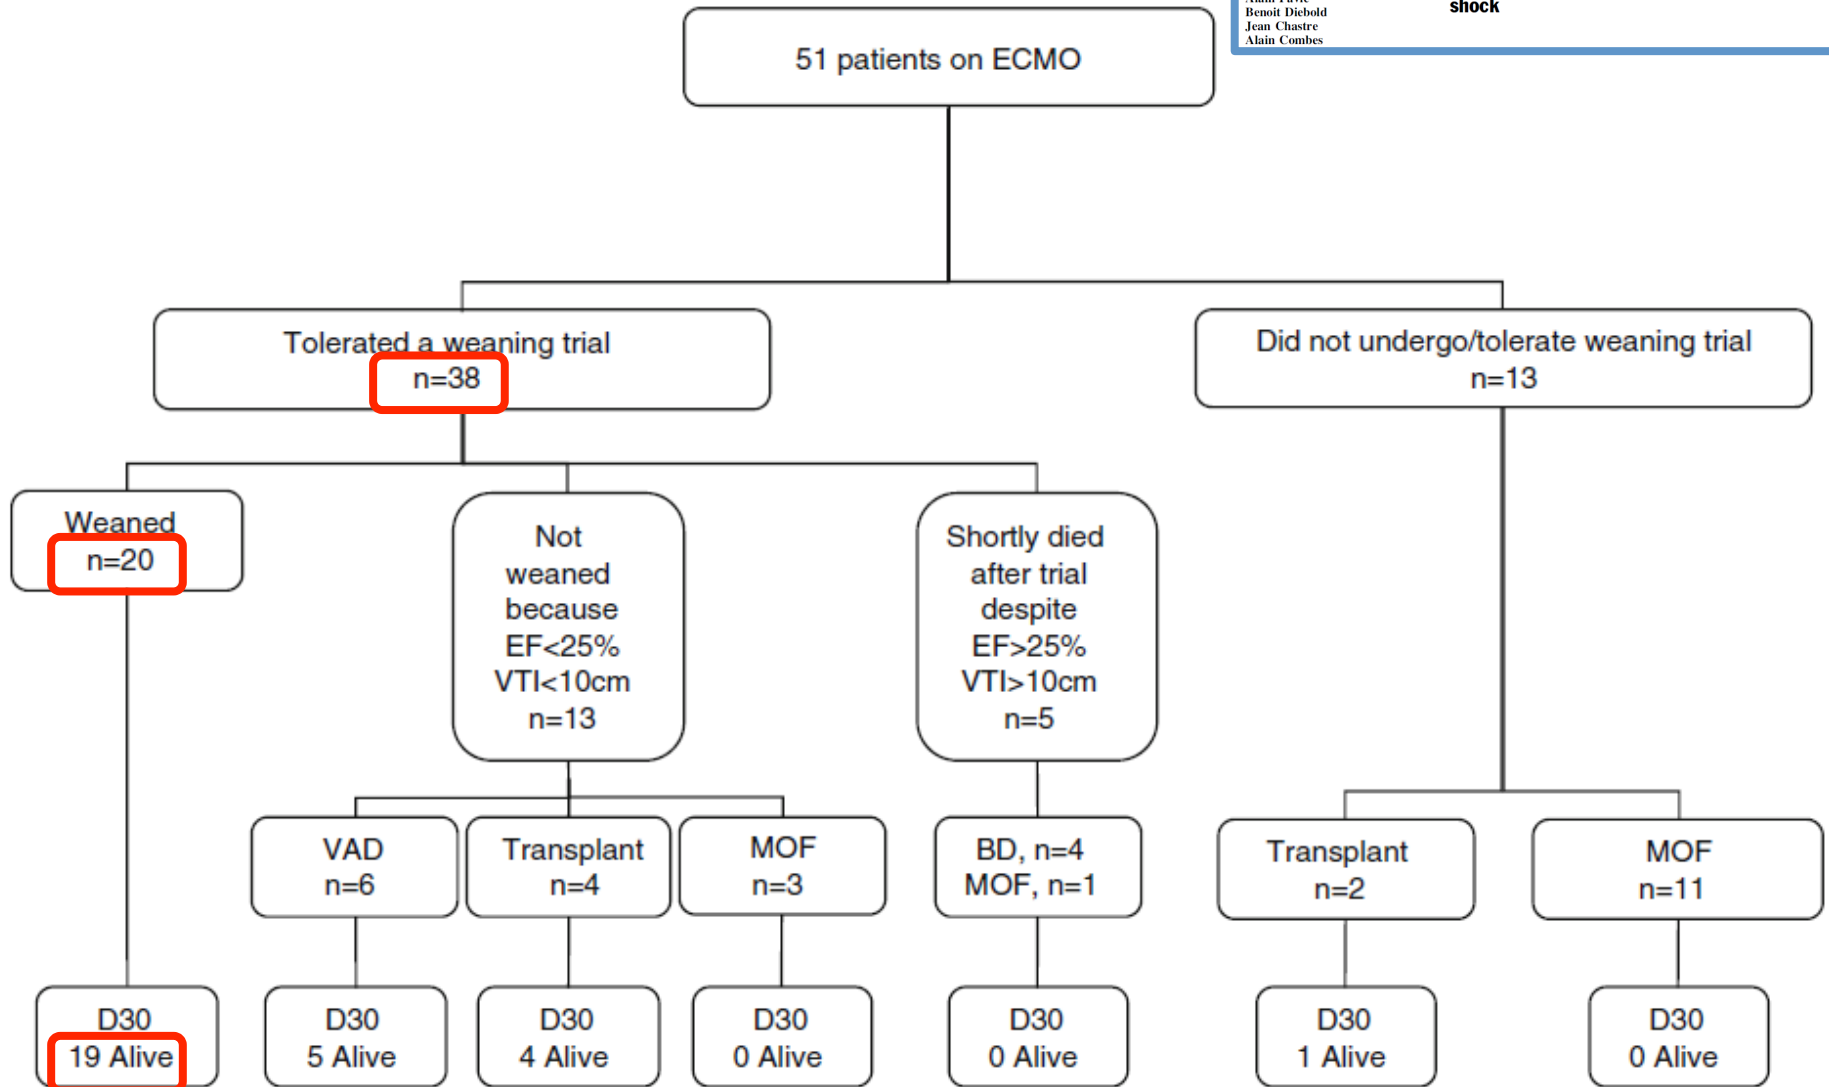 Benoit Diebold
Jean Chastre
Alain Combes
shock
51 patients on ECMO
Tolerated a weaning trial
n=38
Did not undergo/tolerate weaning trial
n=13
Weaned
n=20
Not
weaned
because
EF<25%
VTI<10cm
n=13
Shortly died
after trial
despite
EF>25%
VTI>10cm
n=5
VAD
n=6
Transplant
n=4
MOF
n=3
BD, n=4
MOF, n=1
Transplant
n=2
MOF
n=11
D30
19 Alive
D30
5 Alive
D30
4 Alive
D30
0 Alive
D30
0 Alive
D30
1 Alive
D30
0 Alive